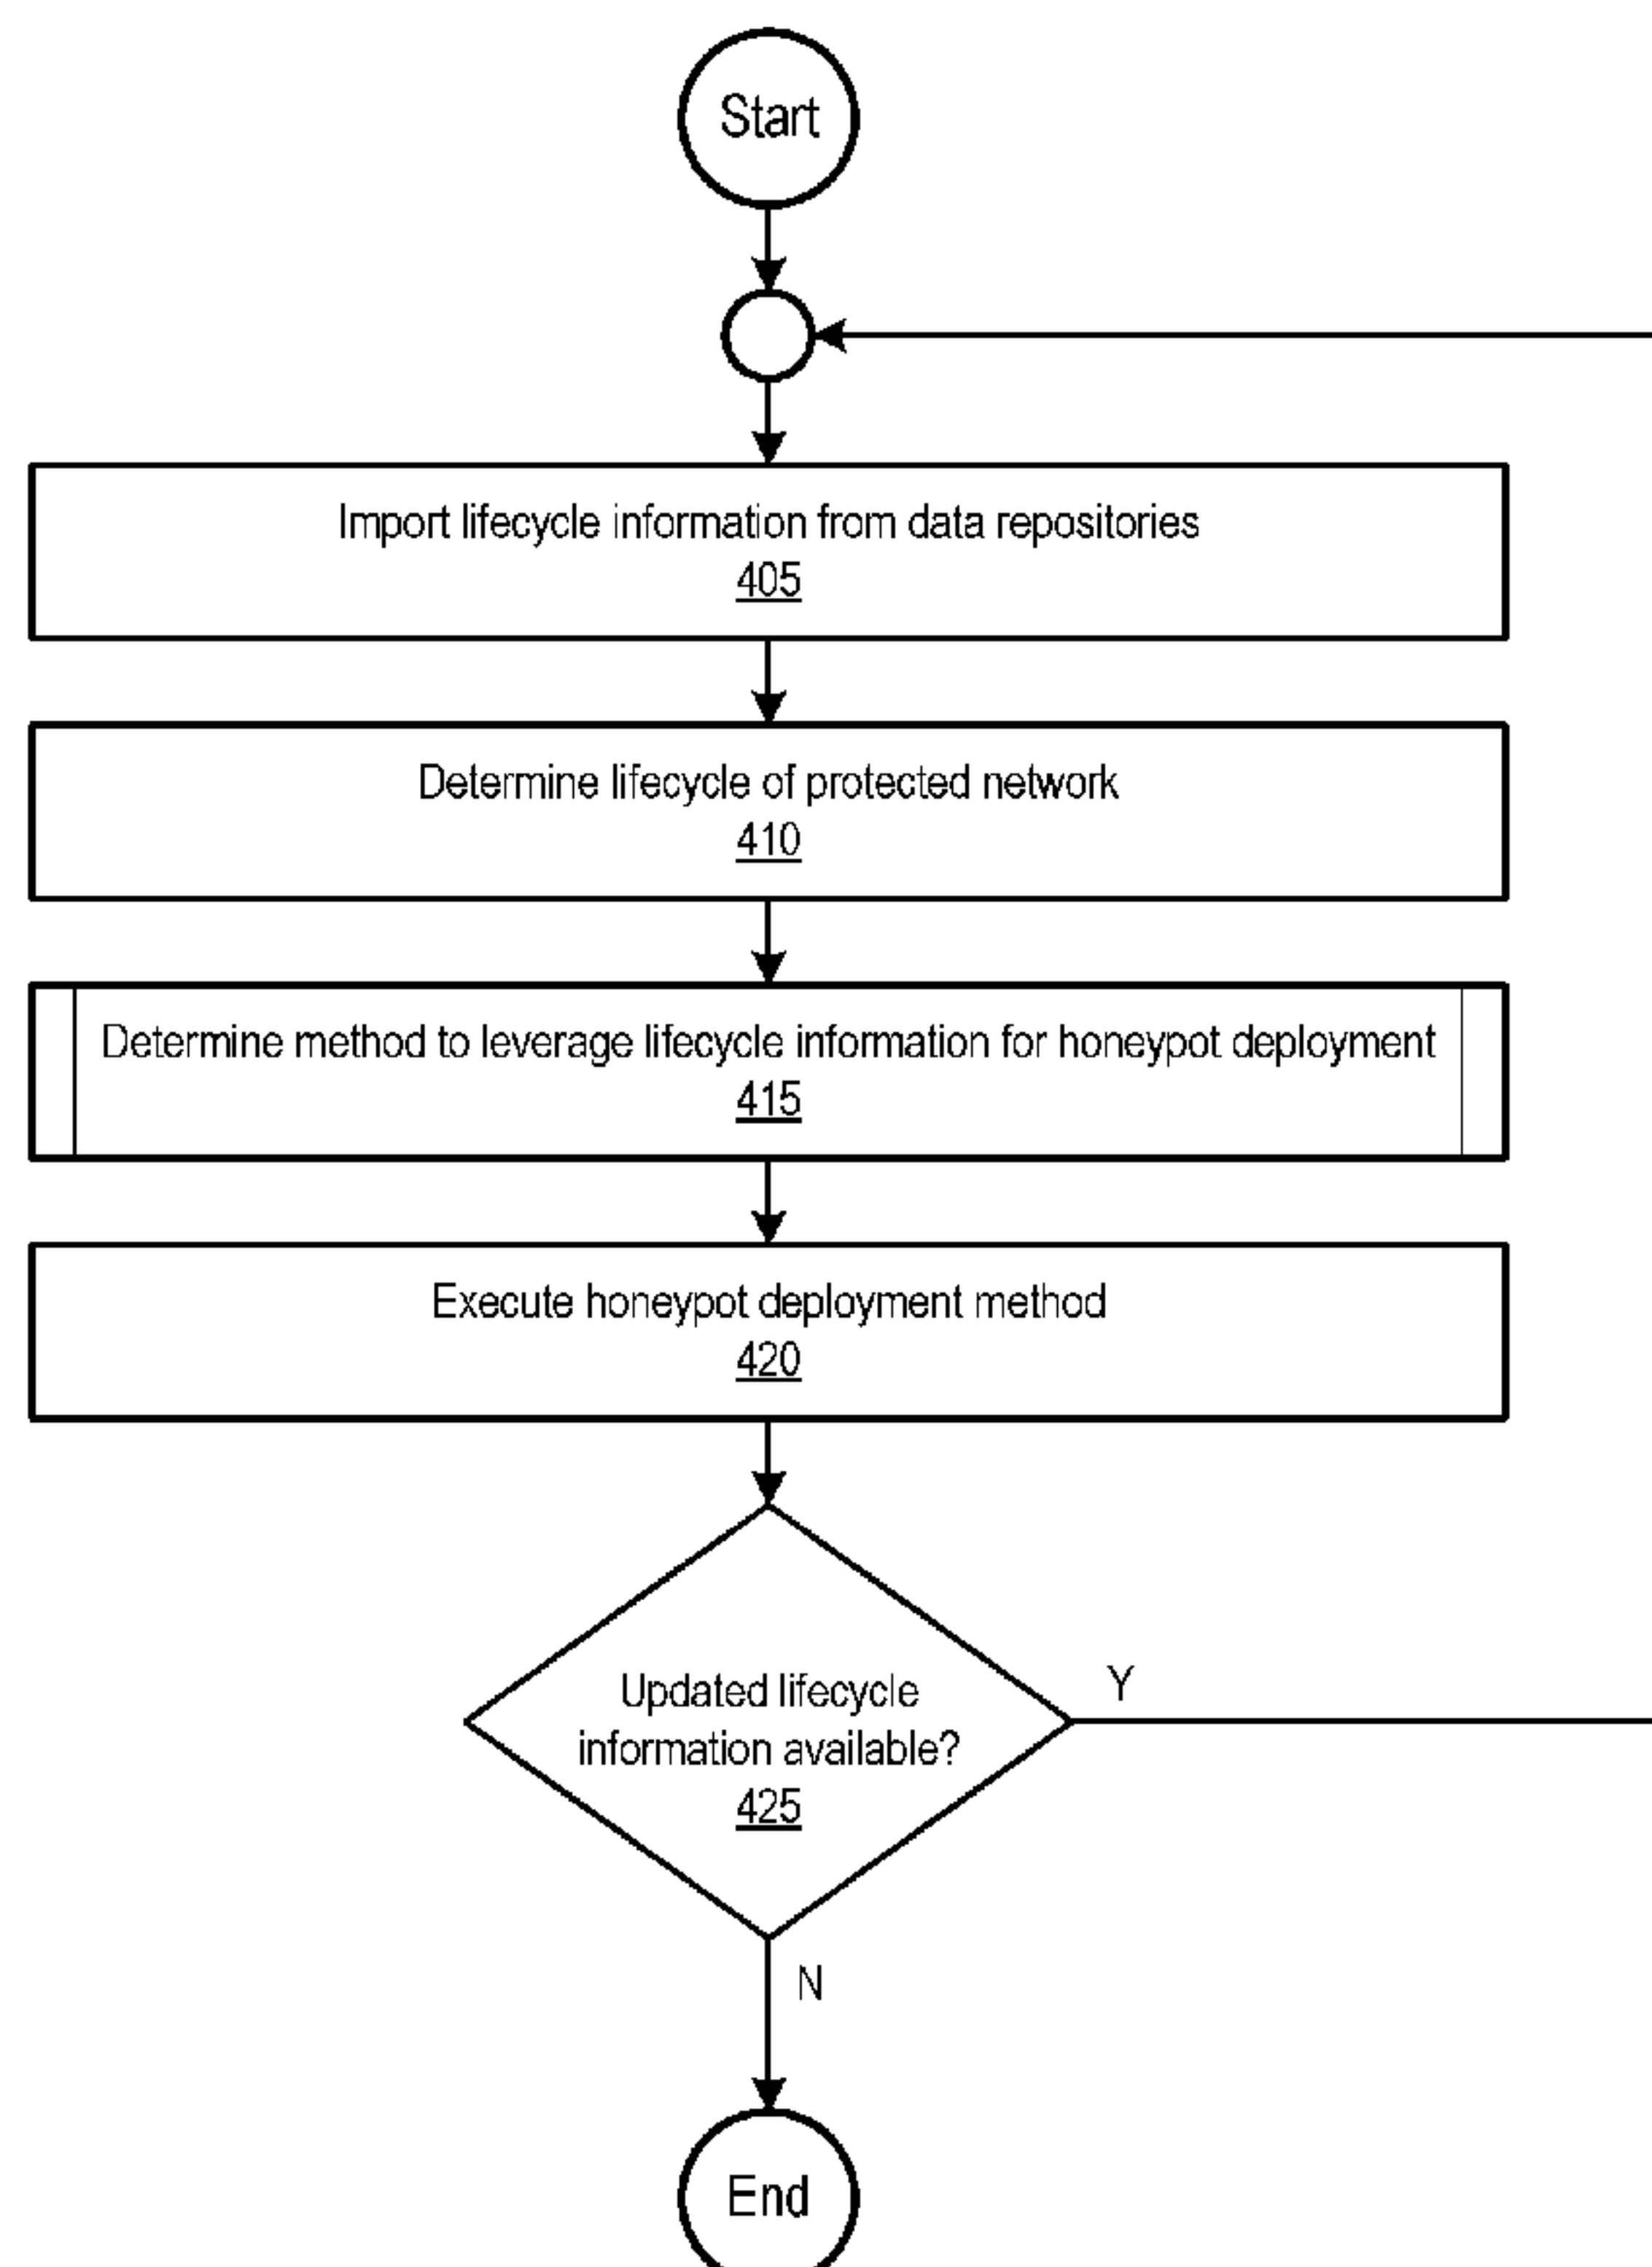 Start
Import lifecycle information from data repositories
405
Determine lifecycle of protected network
410
Determine method to leverage lifecycle information for honeypot deployment
415
Execute honeypot deployment method
420
Updated lifecycle
information available?
425
Y
N
End